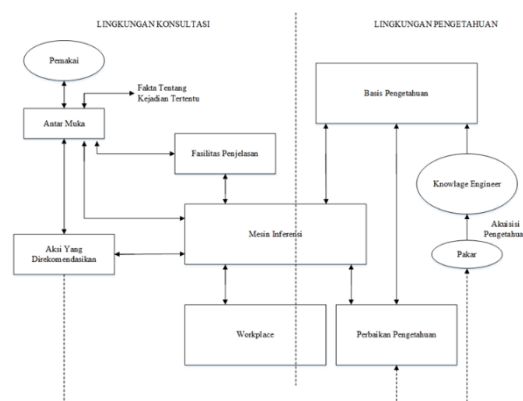 LINGKUNGAN KONSULTASI
LINGKUNGAN PENGETAHUAN
Pemakai
Fakta Tentang
Kejadian Tertentu
Antar Muka
Basis Pengetahuan
Fasilitas Penjelasan
Knowlage Engineer
Akuisisi
Pengetahua
Mesin Inferensi
Aksi Yang
Direkomendasikan
Pakar
Workplace
Perbaikan Pengetahuan